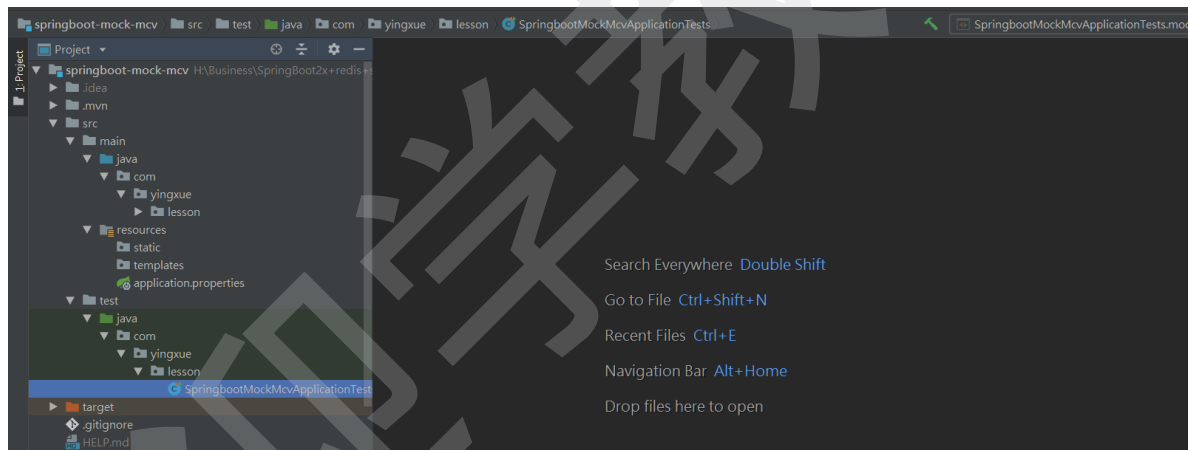 springboot-mock-mcv src test java com yingxue lesson SpringbootMockMcvApplicationTests SpringbootMockMcvApplicationTests.moc
1: Project
Project
springboot-mock-mcv H:\Business\SpringBoot2x+redis+s
.idea
.mvn
src
main
java
com
yingxue
lesson
resources
static
templates
application.properties
test
java
com
yingxue
lesson
SpringbootMockMcvApplicationTest
target
.gitignore
HELP.md
Search Everywhere Double Shift
Go to File Ctrl+Shift+N
Recent Files Ctrl+E
Navigation Bar Alt+Home
Drop files here to open